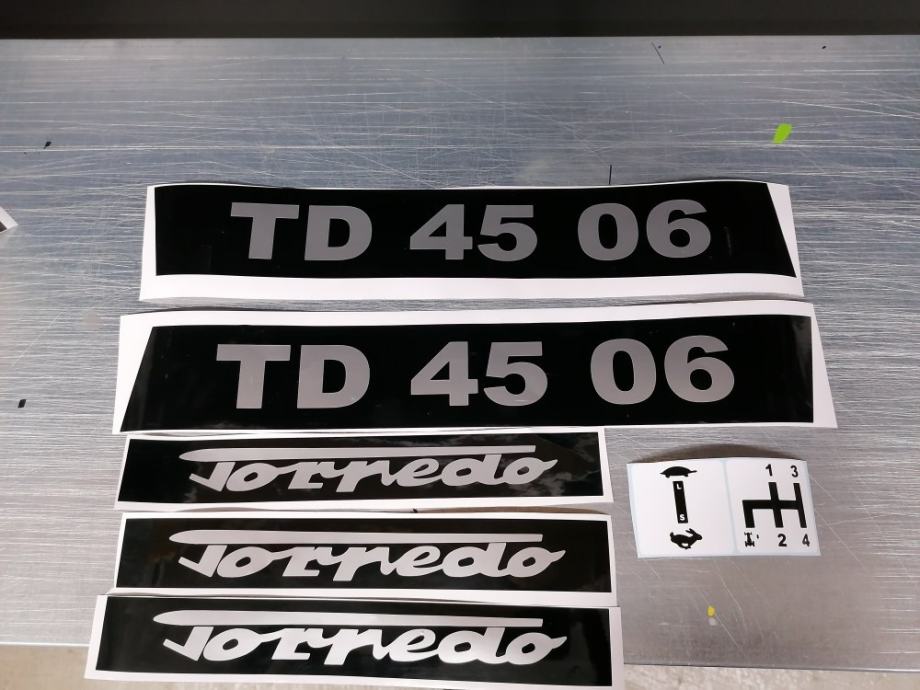 TD 45 06
TD 45 06
Torpedo
Torpedo
Torpedo
L
S
1 3
2 4